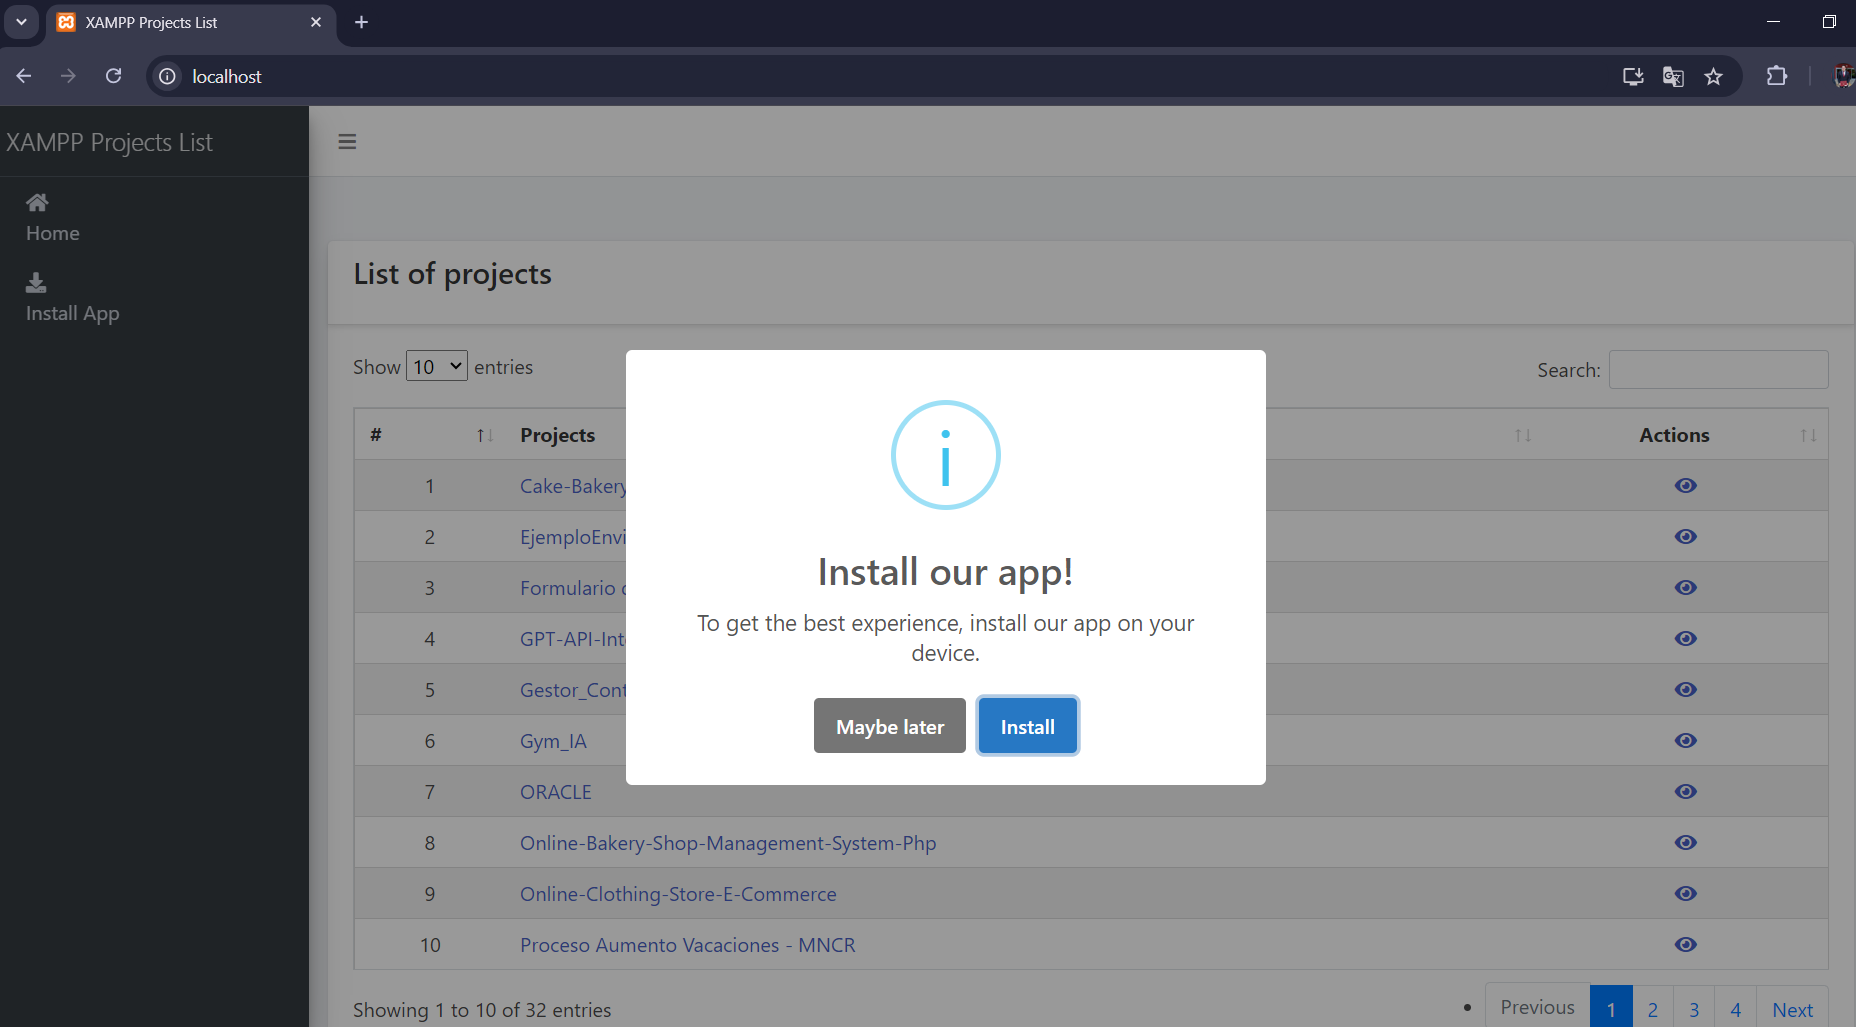 XAMPP Projects List
localhost
XAMPP Projects List
Home
Install App
List of projects
Show 10 entries
Search:
# Projects Actions
1 Cake-Bakery
2 EjemploEnvi
3 Formulario
4 GPT-API-Int
5 Gestor_Cont
6 Gym_IA
7 ORACLE
8 Online-Bakery-Shop-Management-System-Php
9 Online-Clothing-Store-E-Commerce
10 Proceso Aumento Vacaciones - MNCR
Install our app!
To get the best experience, install our app on your
device.
Maybe later Install
Showing 1 to 10 of 32 entries
Previous 1 2 3 4 Next